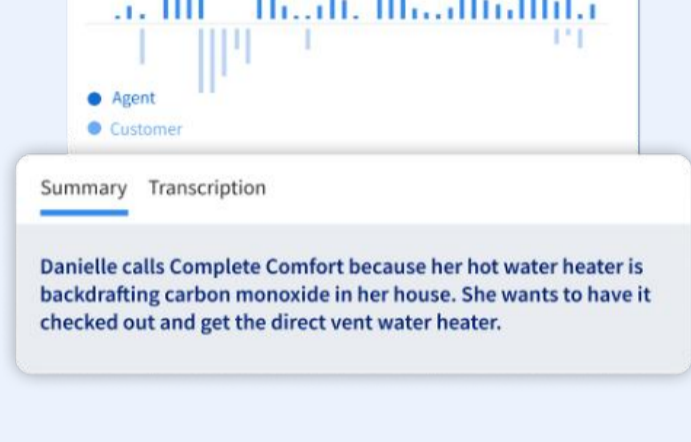 Agent
Customer
Summary Transcription
Danielle calls Complete Comfort because her hot water heater is
backdrafting carbon monoxide in her house. She wants to have it
checked out and get the direct vent water heater.